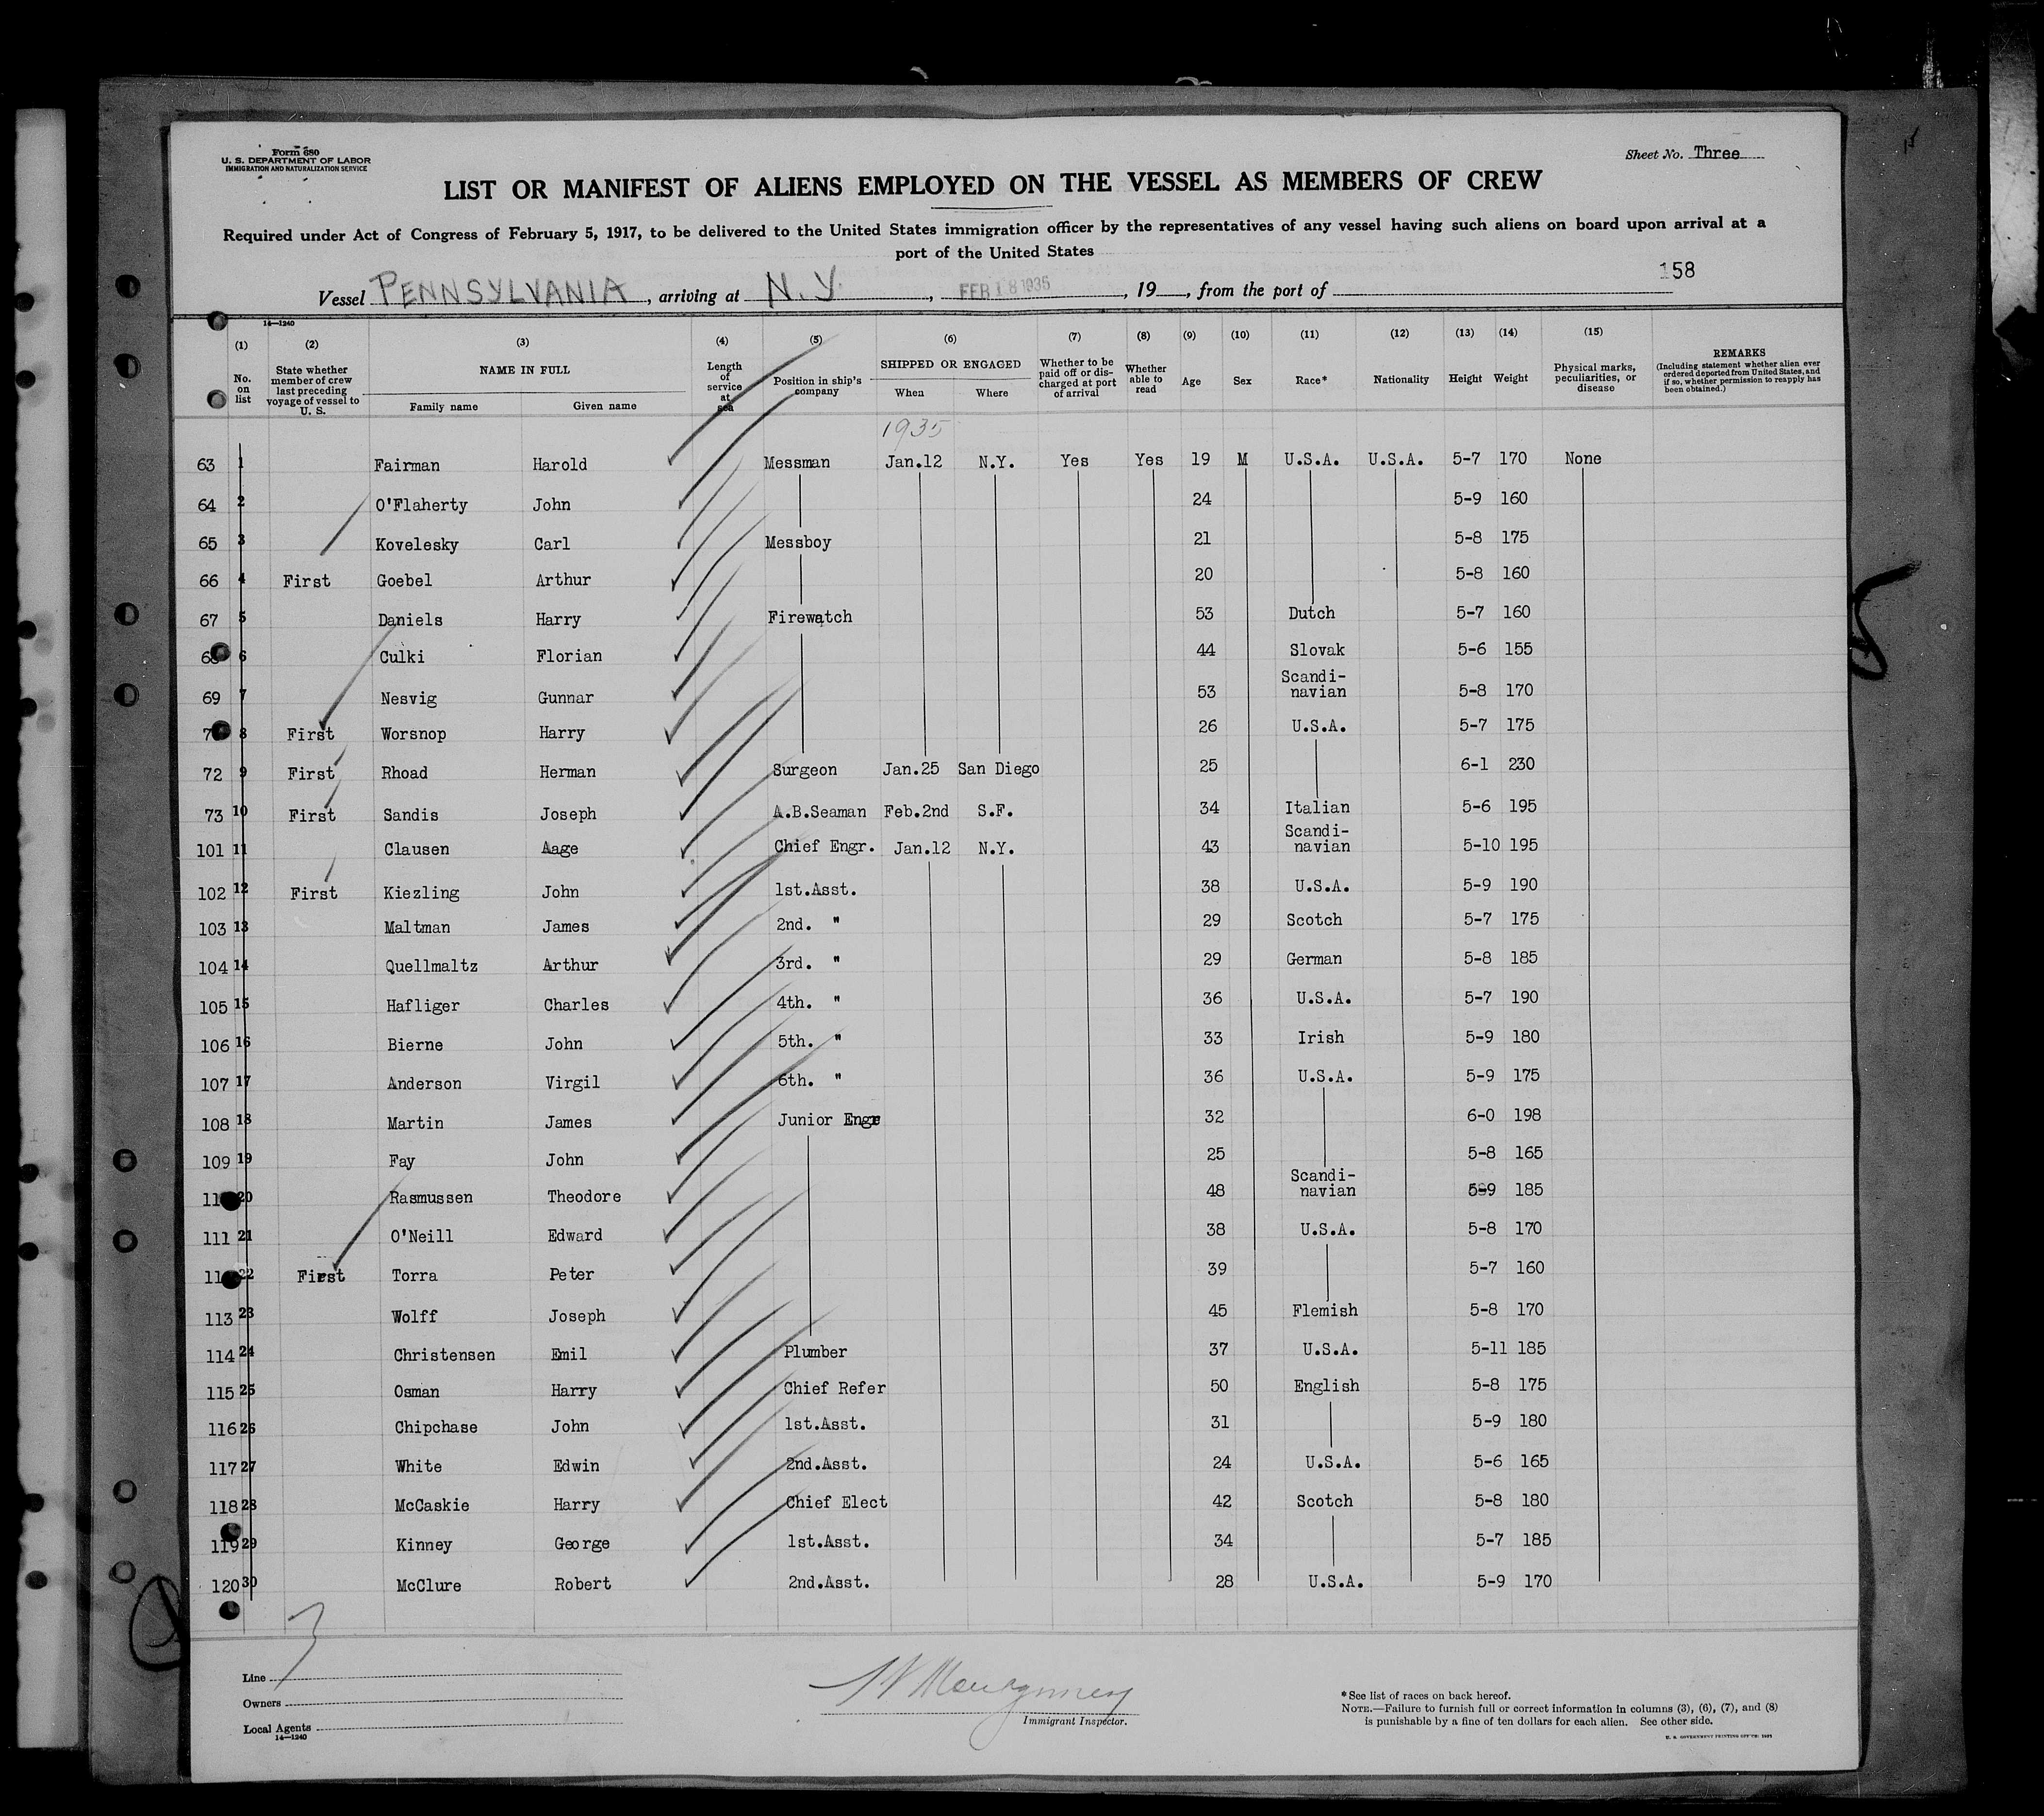 Form 680
U. S. DEPARTMENT OF LABOR
IMMIGRATION AND NATURALIZATION SERVICE
Sheet No. Three
LIST OR MANIFEST OF ALIENS EMPLOYED ON THE VESSEL AS MEMBERS OF CREW
Required under Act of Congress of February 5, 1917, to be delivered to the United States immigration officer by the representatives of any vessel having such aliens on board upon arrival at a
port of the United States
158
Vessel PENNSYLVANIA, arriving at N.Y., FEB 18 1935, 19 , from the port of
14—1240
(1) (2) (3) (4) (5) (6) (7) (8) (9) (10) (11) (12) (13) (14) (15)
No. on list
State whether member of crew last preceding voyage of vessel to U. S.
NAME IN FULL
Family name Given name
Length of service at sea
Position in ship's company
SHIPPED OR ENGAGED
When Where
Whether to be paid off or discharged at port of arrival
Whether able to read
Age
Sex
Race*
Nationality
Height
Weight
Physical marks, peculiarities, or disease
REMARKS
(Including statement whether alien ever ordered deported from United States, and if so, whether permission to reapply has been obtained.)
1935
63 1 Fairman Harold Messman Jan.12 N.Y. Yes Yes 19 M U.S.A. U.S.A. 5-7 170 None
64 2 O'Flaherty John 24 5-9 160
65 3 Kovelesky Carl Messboy 21 5-8 175
66 4 First Goebel Arthur 20 5-8 160
67 5 Daniels Harry Firewatch 53 Dutch 5-7 160
68 6 Culki Florian 44 Slovak 5-6 155
69 7 Nesvig Gunnar 53 Scandi-navian 5-8 170
7 8 First Worsnop Harry 26 U.S.A. 5-7 175
72 9 First Rhoad Herman Surgeon Jan.25 San Diego 25 6-1 230
73 10 First Sandis Joseph A.B.Seaman Feb.2nd S.F. 34 Italian 5-6 195
101 11 Clausen Aage Chief Engr. Jan.12 N.Y. 43 Scandi-navian 5-10 195
102 12 First Kiezling John 1st.Asst. 38 U.S.A. 5-9 190
103 13 Maltman James 2nd. " 29 Scotch 5-7 175
104 14 Quellmaltz Arthur 3rd. " 29 German 5-8 185
105 15 Hafliger Charles 4th. " 36 U.S.A. 5-7 190
106 16 Bierne John 5th. " 33 Irish 5-9 180
107 17 Anderson Virgil 6th. " 36 U.S.A. 5-9 175
108 18 Martin James Junior Engr 32 6-0 198
109 19 Fay John 25 5-8 165
11 20 Rasmussen Theodore 48 Scandi-navian 5-9 185
111 21 O'Neill Edward 38 U.S.A. 5-8 170
11 22 First Torra Peter 39 5-7 160
113 23 Wolff Joseph 45 Flemish 5-8 170
114 24 Christensen Emil Plumber 37 U.S.A. 5-11 185
115 25 Osman Harry Chief Refer 50 English 5-8 175
116 26 Chipchase John 1st.Asst. 31 5-9 180
117 27 White Edwin 2nd.Asst. 24 U.S.A. 5-6 165
118 28 McCaskie Harry Chief Elect 42 Scotch 5-8 180
119 29 Kinney George 1st.Asst. 34 5-7 185
120 30 McClure Robert 2nd.Asst. 28 U.S.A. 5-9 170
3
Line
Owners
Local Agents
14—1240
Montgomery
Immigrant Inspector.
*See list of races on back hereof.
NOTE.—Failure to furnish full or correct information in columns (3), (6), (7), and (8)
is punishable by a fine of ten dollars for each alien. See other side.